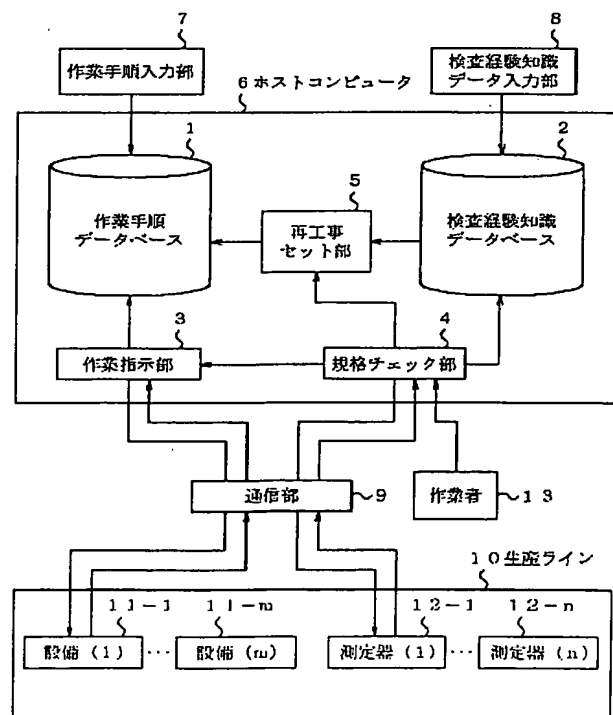 7
8
作業手順入力部
検査経験知識
データ入力部
6ホストコンピュータ
1
2
5
作業手順
データベース
再工事
セット部
検査経験知識
データベース
3
4
作業指示部
規格チェック部
通信部
9
作業者
13
10生産ライン
11-1
11-m
12-1
12-n
設備(1)
···
設備(m)
測定器(1)
···
測定器(n)